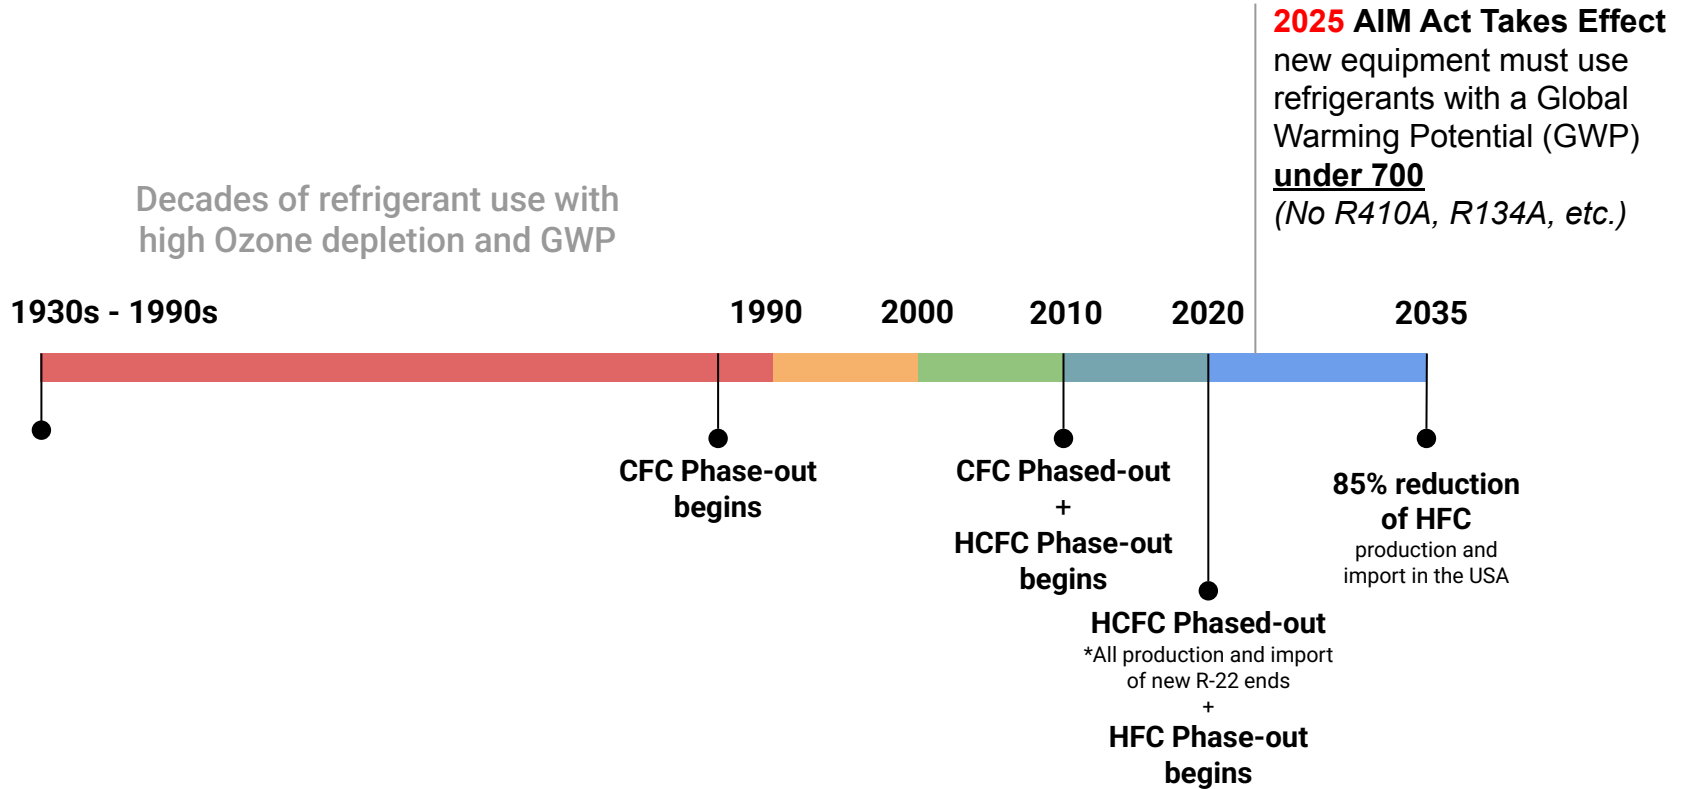 2025 AIM Act Takes Effect
new equipment must use
refrigerants with a Global
Warming Potential (GWP)
under 700
(No R410A, R134A, etc.)
Decades of refrigerant use with
high Ozone depletion and GWP
1930s - 1990s
1990
2000
2010
2020
2035
CFC Phase-out
begins
CFC Phased-out
+
HCFC Phase-out
begins
HCFC Phased-out
*All production and import
of new R-22 ends
+
HFC Phase-out
begins
85% reduction
of HFC
production and
import in the USA